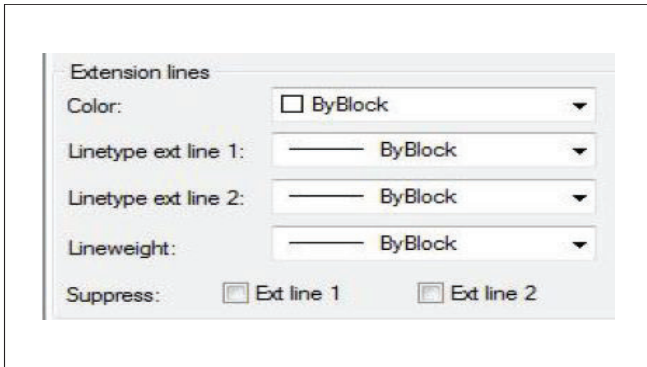 Extension lines
Color: ByBlock
Linetype ext line 1: ByBlock
Linetype ext line 2: ByBlock
Lineweight: ByBlock
Suppress: Ext line 1 Ext line 2